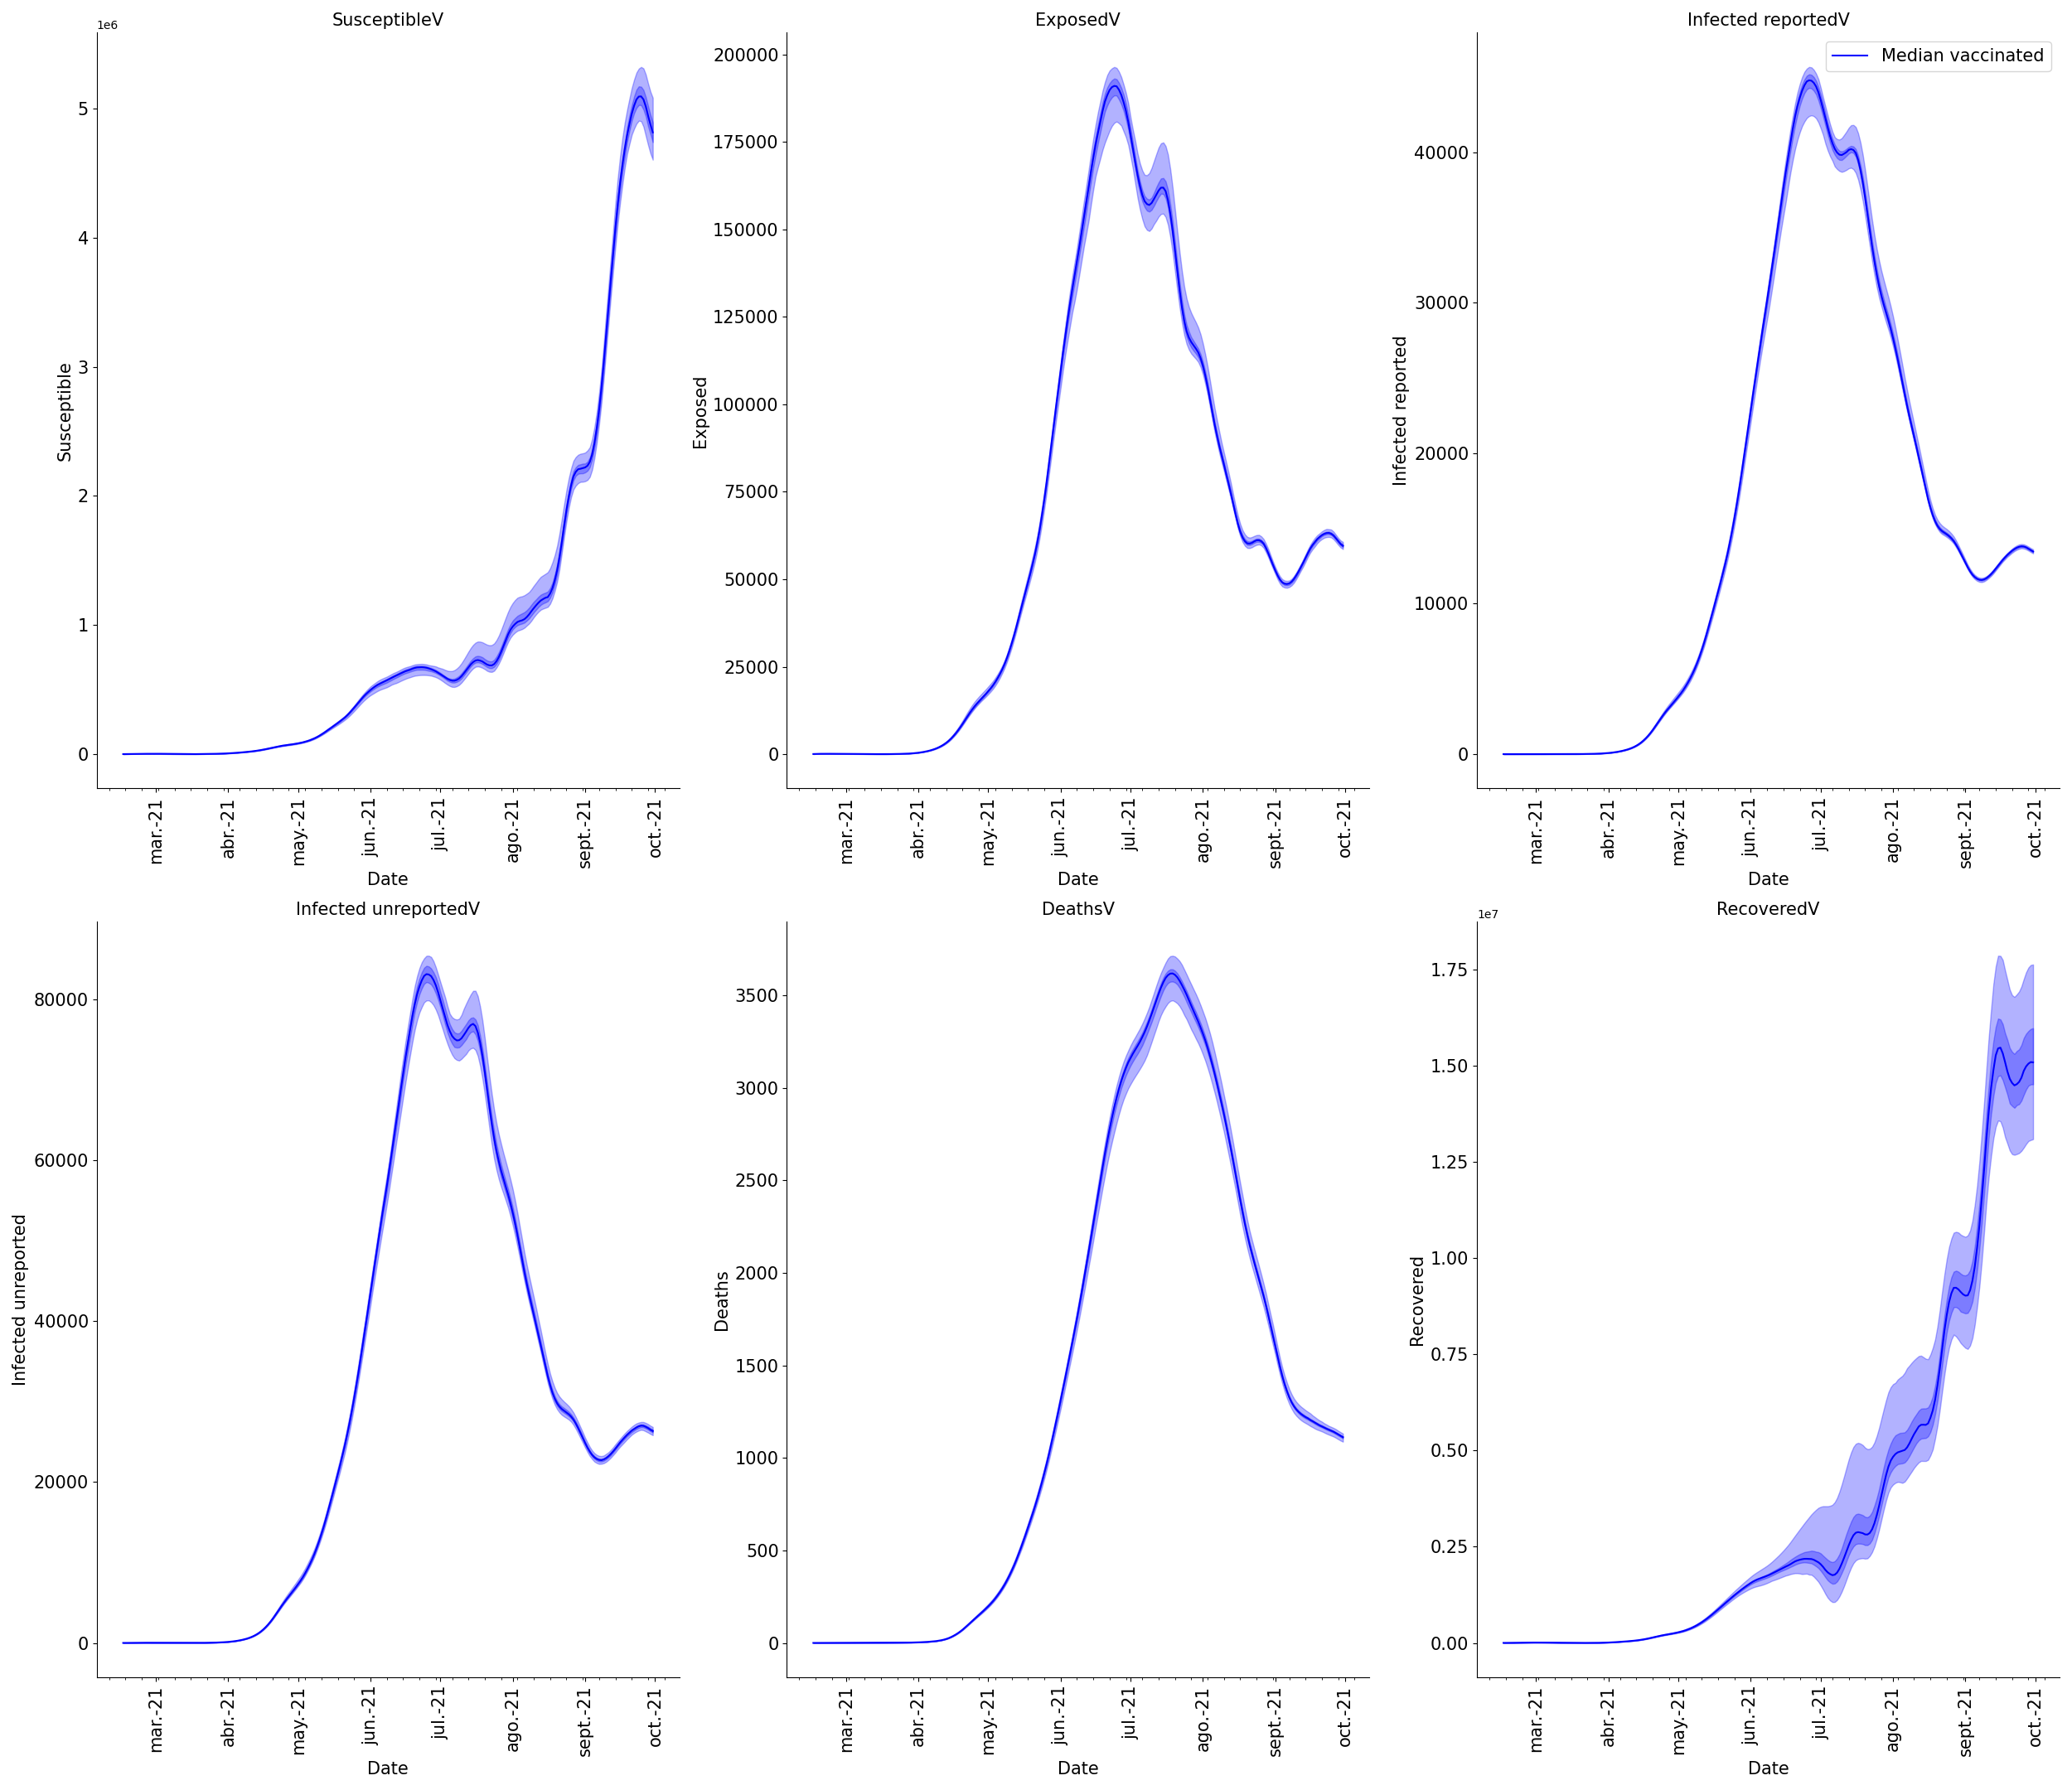 SusceptibleV
1e6
Susceptible
5
4
3
2
1
0
mar.-21
abr.-21
may.-21
jun.-21
jul.-21
ago.-21
sept.-21
oct.-21
Date
ExposedV
Exposed
200000
175000
150000
125000
100000
75000
50000
25000
0
mar.-21
abr.-21
may.-21
jun.-21
jul.-21
ago.-21
sept.-21
oct.-21
Date
Infected reportedV
Median vaccinated
Infected reported
40000
30000
20000
10000
0
mar.-21
abr.-21
may.-21
jun.-21
jul.-21
ago.-21
sept.-21
oct.-21
Date
Infected unreportedV
Infected unreported
80000
60000
40000
20000
0
mar.-21
abr.-21
may.-21
jun.-21
jul.-21
ago.-21
sept.-21
oct.-21
Date
DeathsV
Deaths
3500
3000
2500
2000
1500
1000
500
0
mar.-21
abr.-21
may.-21
jun.-21
jul.-21
ago.-21
sept.-21
oct.-21
Date
RecoveredV
1e7
Recovered
1.75
1.50
1.25
1.00
0.75
0.50
0.25
0.00
mar.-21
abr.-21
may.-21
jun.-21
jul.-21
ago.-21
sept.-21
oct.-21
Date